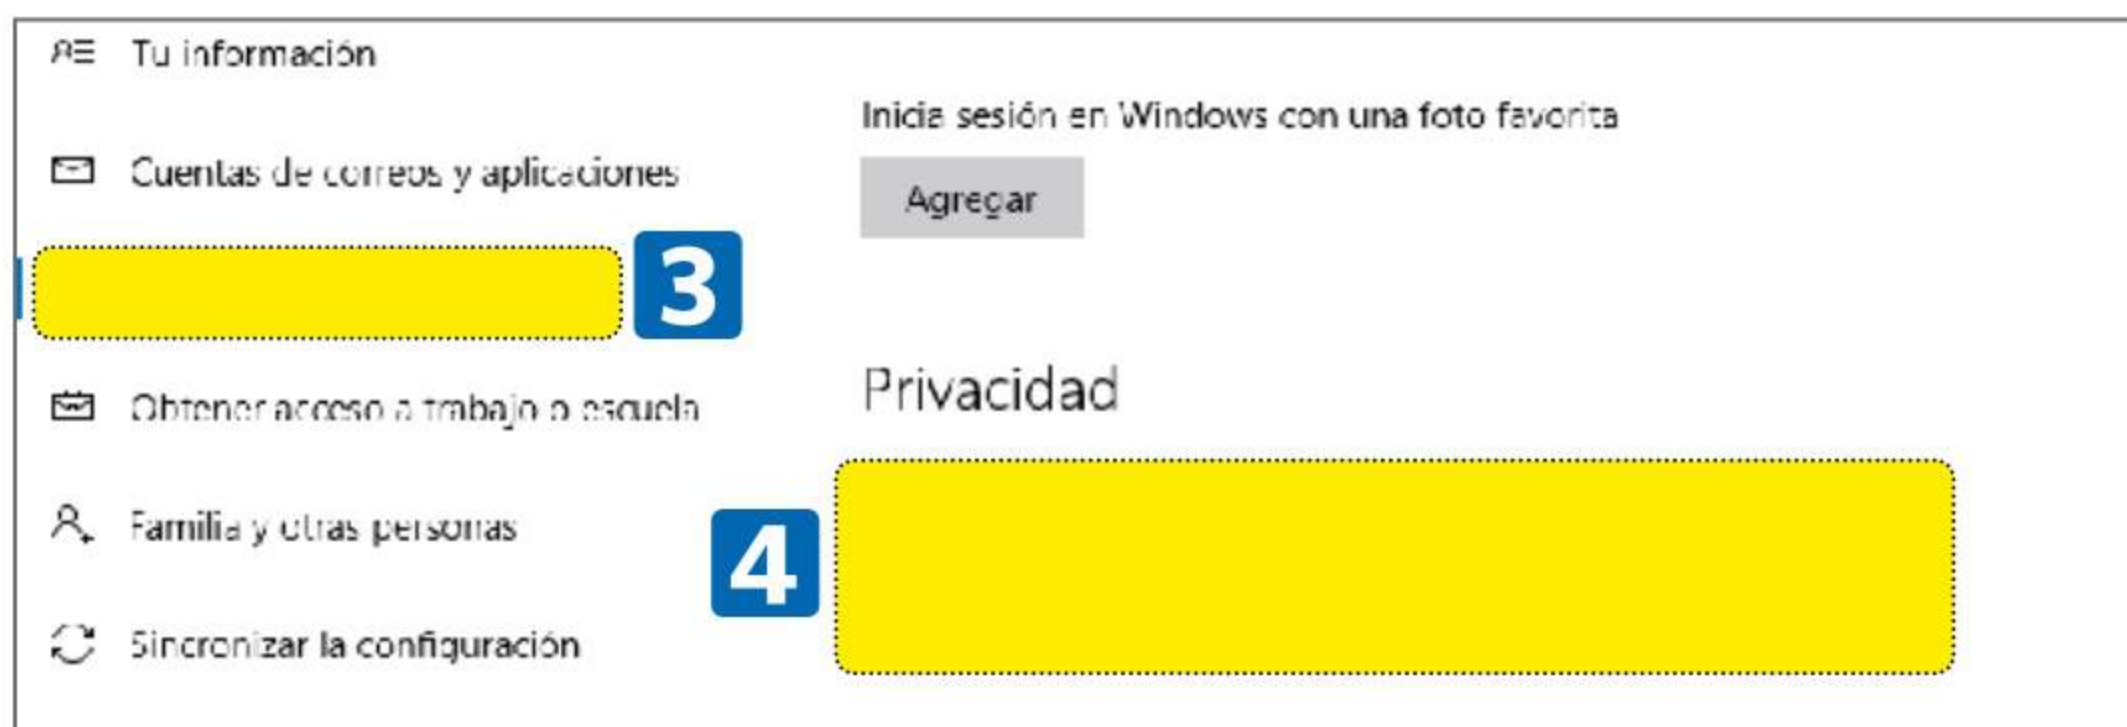 Tu información
Cuentas de correos y aplicaciones
3
Obtener acceso a trabajo o escuela
Familia y otras personas
Sincronizar la configuración
Inicia sesión en Windows con una foto favorita
Agregar
Privacidad
4